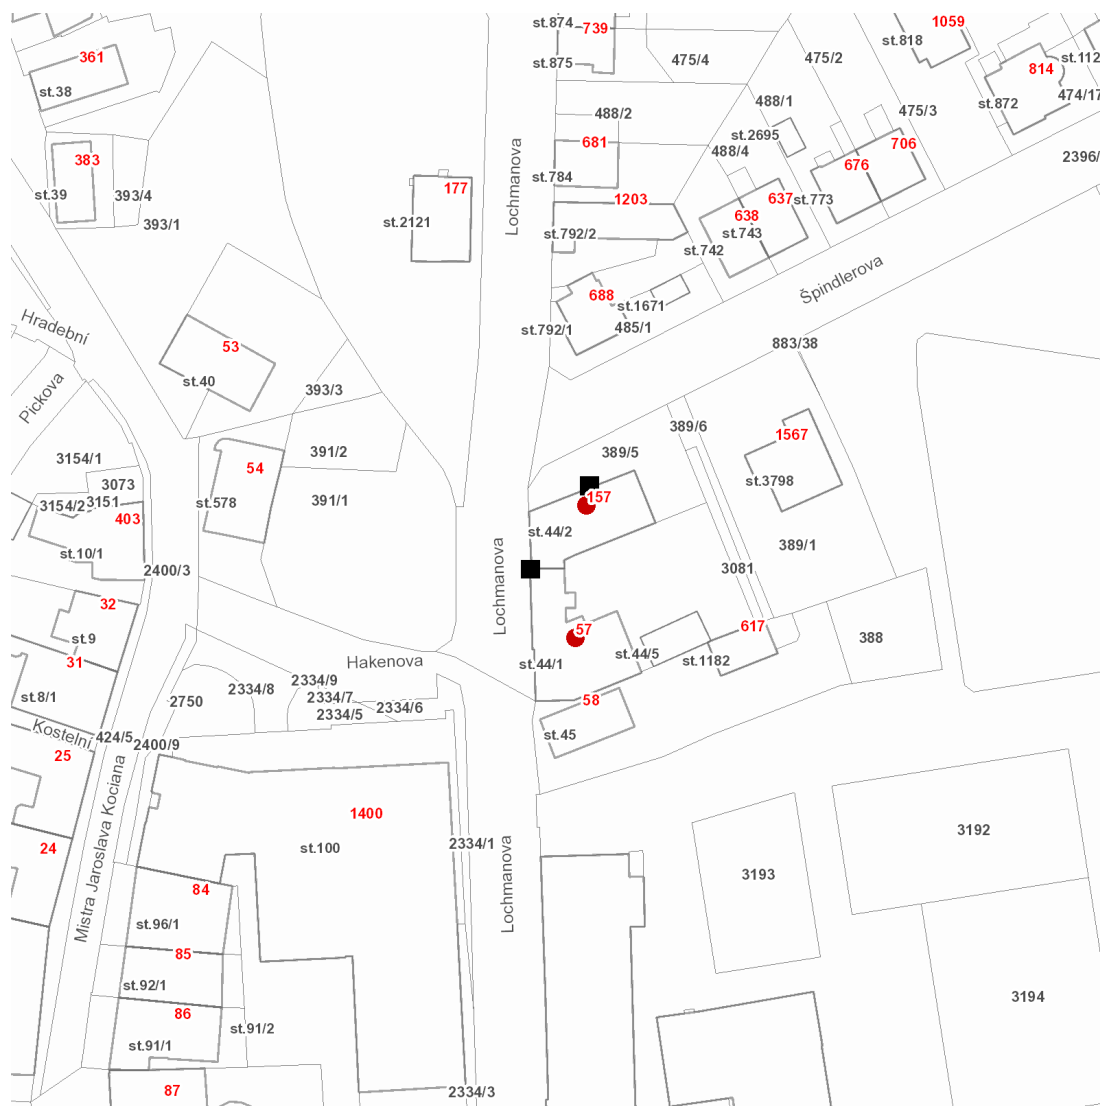 st.874
739
1059
st.818
361
475/4
475/2
st.875
st.112
814
st.38
474/17
488/1
st.872
475/3
488/2
st.2695
681
706
488/4
2396/
383
676
st.784
177
st.39
393/4
1203
637
st.773
638
393/1
st.2121
Lochmanova
st.792/2
st.743
st.742
Špindlerova
688
st.1671
Hradební
st.792/1
485/1
53
883/38
st.40
Pickova
393/3
389/6
1567
391/2
389/5
3154/1
54
3073
st.3798
157
3154/2
3151
st.578
391/1
403
st.44/2
389/1
st.10/1
2400/3
3081
Lochmanova
32
57
617
st.9
388
31
Hakenova
st.44/1
st.44/5
st.1182
2334/9
2334/8
st.8/1
2334/7
2750
58
2334/6
2334/5
Kostelní
424/5
2400/9
st.45
25
Mistra Jaroslava Kociana
1400
3192
24
st.100
2334/1
3193
84
Lochmanova
st.96/1
85
st.92/1
3194
86
st.91/2
st.91/1
87
2334/3